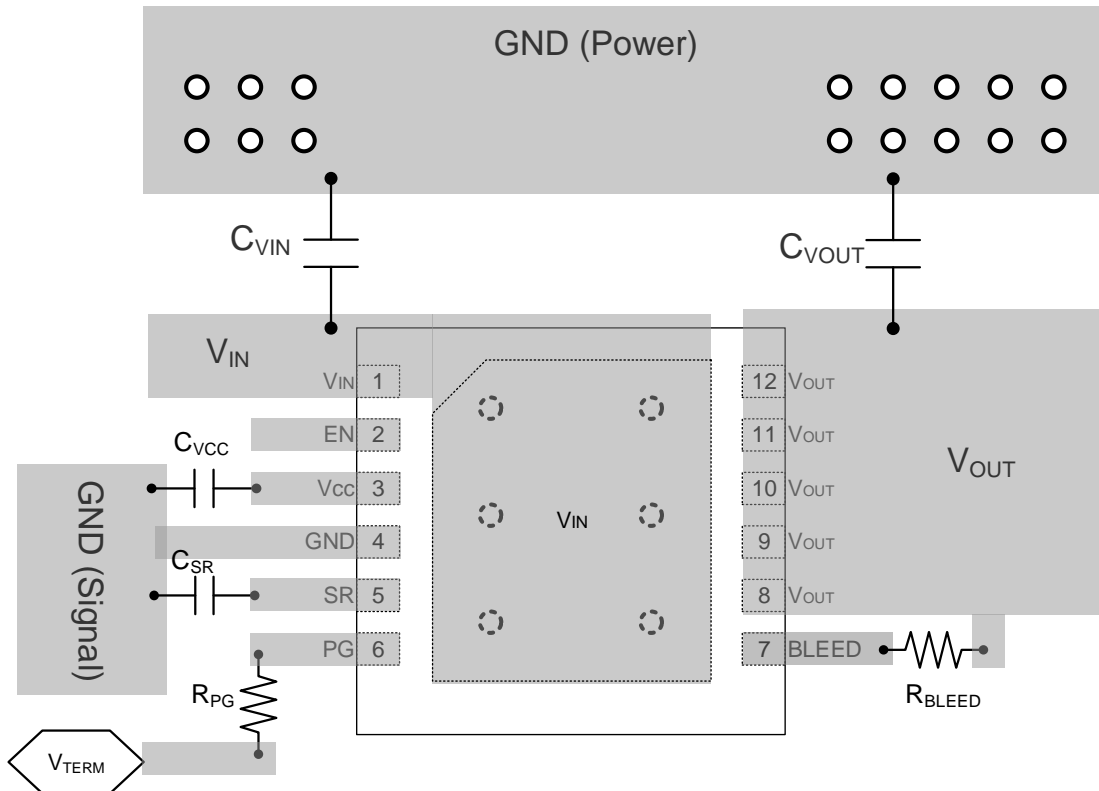 GND (Power)
CVIN
CVOUT
VIN
VIN 1
12 VOUT
EN 2
11 VOUT
CVCC
VCC 3
10 VOUT
VOUT
GND (Signal)
GND 4
VIN
9 VOUT
CSR
SR 5
8 VOUT
PG 6
7 BLEED
RPG
RBLEED
VTERM